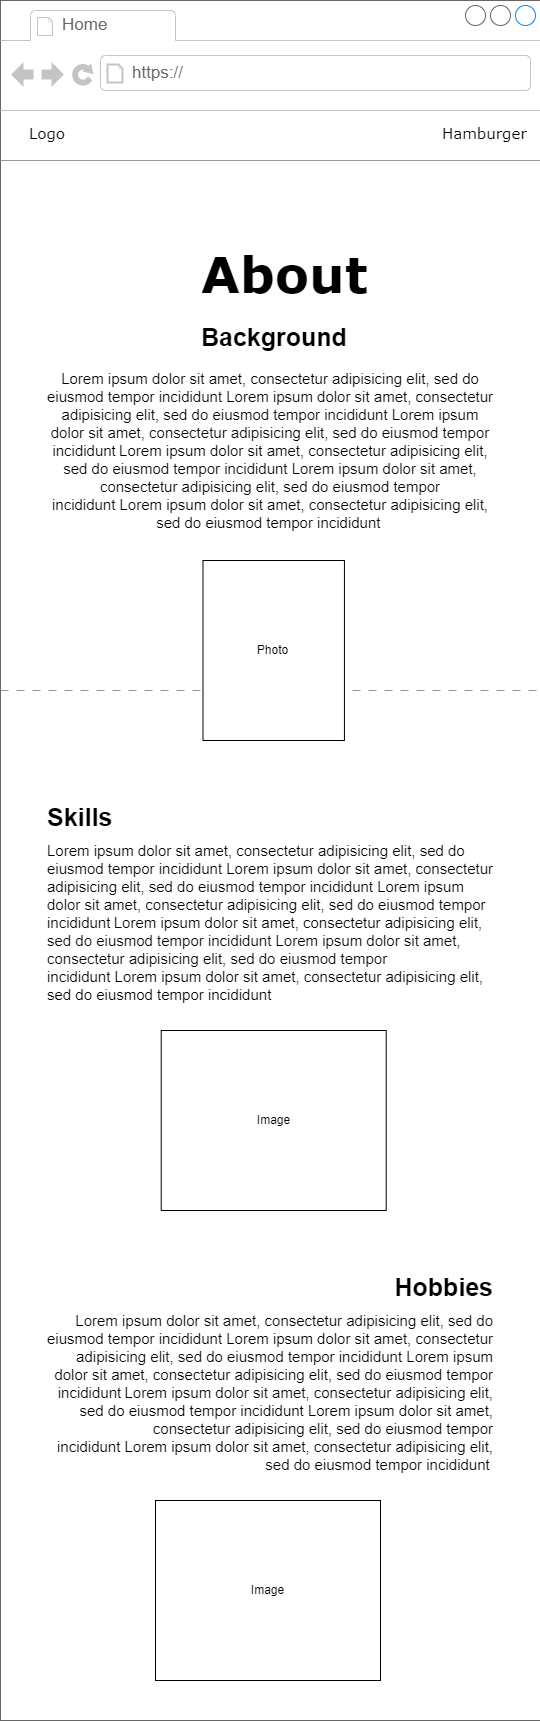 Home
https://
Logo
Hamburger
About
Background
Lorem ipsum dolor sit amet, consectetur adipisicing elit, sed do
eiusmod tempor incididunt Lorem ipsum dolor sit amet, consectetur
adipisicing elit, sed do eiusmod tempor incididunt Lorem ipsum
dolor sit amet, consectetur adipisicing elit, sed do eiusmod tempor
incididunt Lorem ipsum dolor sit amet, consectetur adipisicing elit,
sed do eiusmod tempor incididunt Lorem ipsum dolor sit amet,
consectetur adipisicing elit, sed do eiusmod tempor
incididunt Lorem ipsum dolor sit amet, consectetur adipisicing elit,
sed do eiusmod tempor incididunt
Photo
Skills
Lorem ipsum dolor sit amet, consectetur adipisicing elit, sed do
eiusmod tempor incididunt Lorem ipsum dolor sit amet, consectetur
adipisicing elit, sed do eiusmod tempor incididunt Lorem ipsum
dolor sit amet, consectetur adipisicing elit, sed do eiusmod tempor
incididunt Lorem ipsum dolor sit amet, consectetur adipisicing elit,
sed do eiusmod tempor incididunt Lorem ipsum dolor sit amet,
consectetur adipisicing elit, sed do eiusmod tempor
incididunt Lorem ipsum dolor sit amet, consectetur adipisicing elit,
sed do eiusmod tempor incididunt
Image
Hobbies
Lorem ipsum dolor sit amet, consectetur adipisicing elit, sed do
eiusmod tempor incididunt Lorem ipsum dolor sit amet, consectetur
adipisicing elit, sed do eiusmod tempor incididunt Lorem ipsum
dolor sit amet, consectetur adipisicing elit, sed do eiusmod tempor
incididunt Lorem ipsum dolor sit amet, consectetur adipisicing elit,
sed do eiusmod tempor incididunt Lorem ipsum dolor sit amet,
consectetur adipisicing elit, sed do eiusmod tempor
incididunt Lorem ipsum dolor sit amet, consectetur adipisicing elit,
sed do eiusmod tempor incididunt
Image